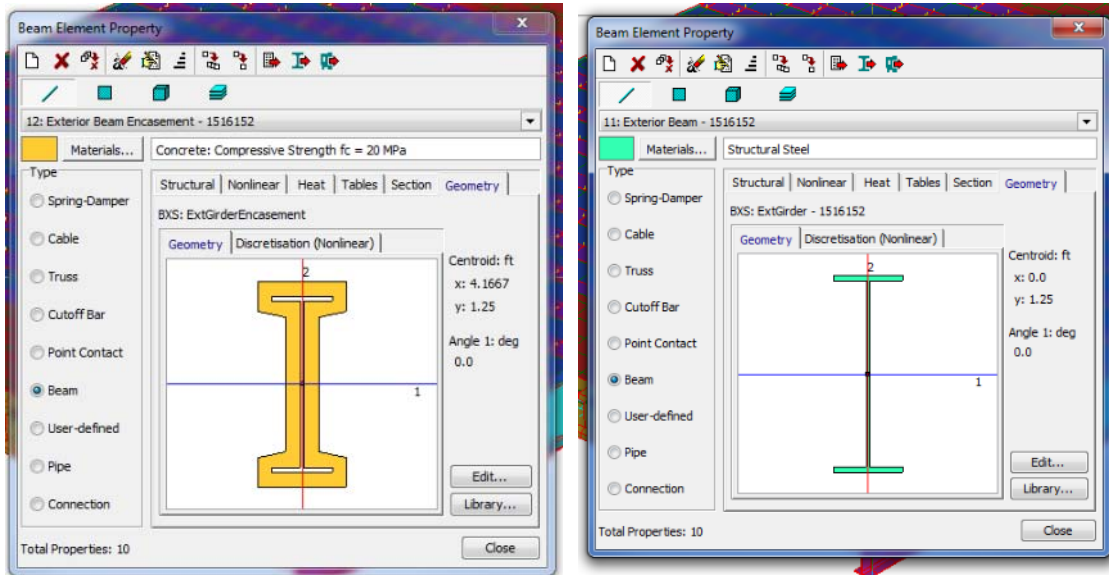 Beam Element Property
12: Exterior Beam Encasement - 1516152
Materials...
Concrete: Compressive Strength fc = 20 MPa
Type
Spring-Damper
Cable
Truss
Cutoff Bar
Point Contact
Beam
User-defined
Pipe
Connection
Structural Nonlinear Heat Tables Section Geometry
BXS: ExtGirderEncasement
Geometry Discretisation (Nonlinear)
2
1
Centroid: ft
x: 4.1667
y: 1.25
Angle 1: deg
0.0
Edit...
Library...
Total Properties: 10
Close
Beam Element Property
11: Exterior Beam - 1516152
Materials...
Structural Steel
Type
Spring-Damper
Cable
Truss
Cutoff Bar
Point Contact
Beam
User-defined
Pipe
Connection
Structural Nonlinear Heat Tables Section Geometry
BXS: ExtGirder - 1516152
Geometry Discretisation (Nonlinear)
2
1
Centroid: ft
x: 0.0
y: 1.25
Angle 1: deg
0.0
Edit...
Library...
Total Properties: 10
Close